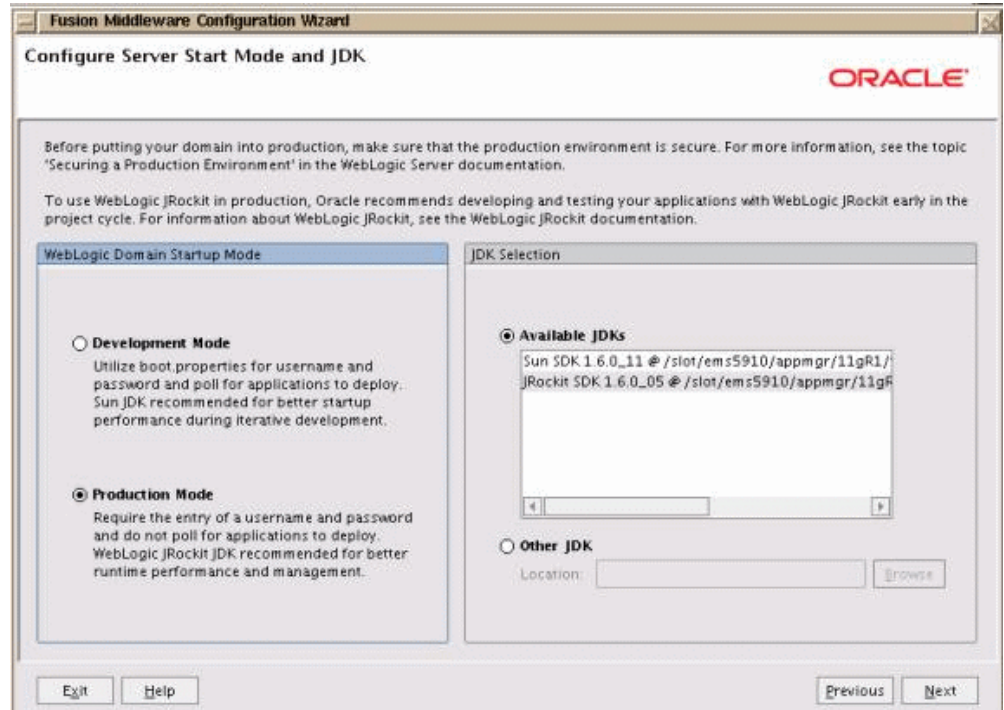 Fusion Middleware Configuration Wizard
Configure Server Start Mode and JDK
ORACLE
Before putting your domain into production, make sure that the production environment is secure. For more information, see the topic
'Securing a Production Environment' in the WebLogic Server documentation.
To use WebLogic JRockit in production, Oracle recommends developing and testing your applications with WebLogic JRockit early in the
project cycle. For information about WebLogic JRockit, see the WebLogic JRockit documentation.
WebLogic Domain Startup Mode
Development Mode
Utilize boot.properties for username and
password and poll for applications to deploy.
Sun JDK recommended for better startup
performance during iterative development.
Production Mode
Require the entry of a username and password
and do not poll for applications to deploy.
WebLogic JRockit JDK recommended for better
runtime performance and management.
JDK Selection
Available JDKs
Sun SDK 1.6.0_11 @ /slot/ems5910/appmgr/11gR1/
JRockit SDK 1.6.0_05 @ /slot/ems5910/appmgr/11gR
Other JDK
Location:
Browse
Exit
Help
Previous
Next